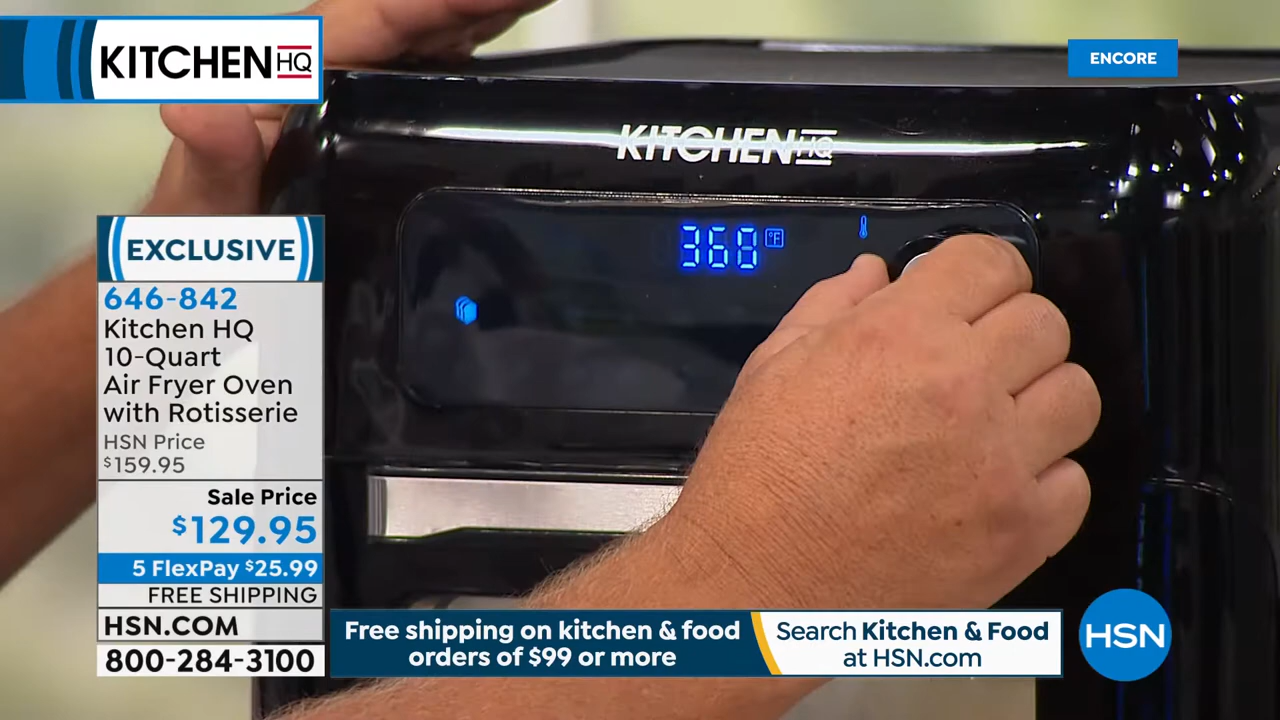 KITCHEN HQ
ENCORE
KITCHEN HQ
368 °F
EXCLUSIVE
646-842
Kitchen HQ
10-Quart
Air Fryer Oven
with Rotisserie
HSN Price
$159.95
Sale Price
$129.95
5 FlexPay $25.99
FREE SHIPPING
HSN.COM
800-284-3100
Free shipping on kitchen & food
orders of $99 or more
Search Kitchen & Food
at HSN.com
HSN